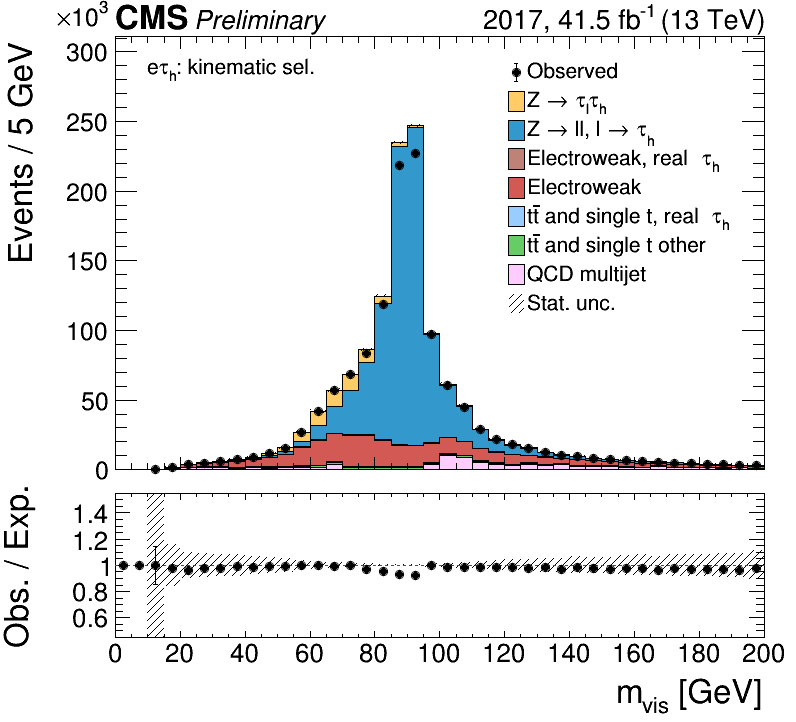 ×10³ CMS Preliminary 2017, 41.5 fb⁻¹ (13 TeV)
eτₕ: kinematic sel.
Observed
Z → τₗτₕ
Z → ll, l → τₕ
Electroweak, real τₕ
Electroweak
tt̄ and single t, real τₕ
tt̄ and single t other
QCD multijet
Stat. unc.
Events / 5 GeV
300
250
200
150
100
50
0
Obs. / Exp.
1.4
1.2
1
0.8
0.6
0 20 40 60 80 100 120 140 160 180 200
m_vis [GeV]